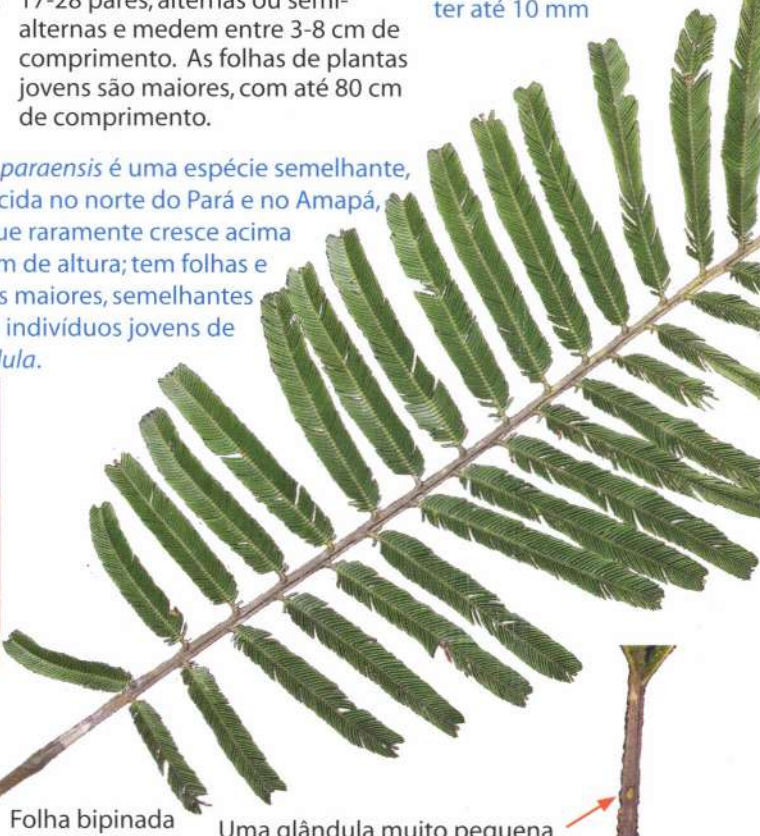 17-28 pares, alternas ou semi-
alternas e medem entre 3-8 cm de
comprimento. As folhas de plantas
jovens são maiores, com até 80 cm
de comprimento.
ter até 10 mm
paraensis é uma espécie semelhante,
cida no norte do Pará e no Amapá,
ue raramente cresce acima
m de altura; tem folhas e
s maiores, semelhantes
indivíduos jovens de
ula.
Folha bipinada
Uma glândula muito pequena